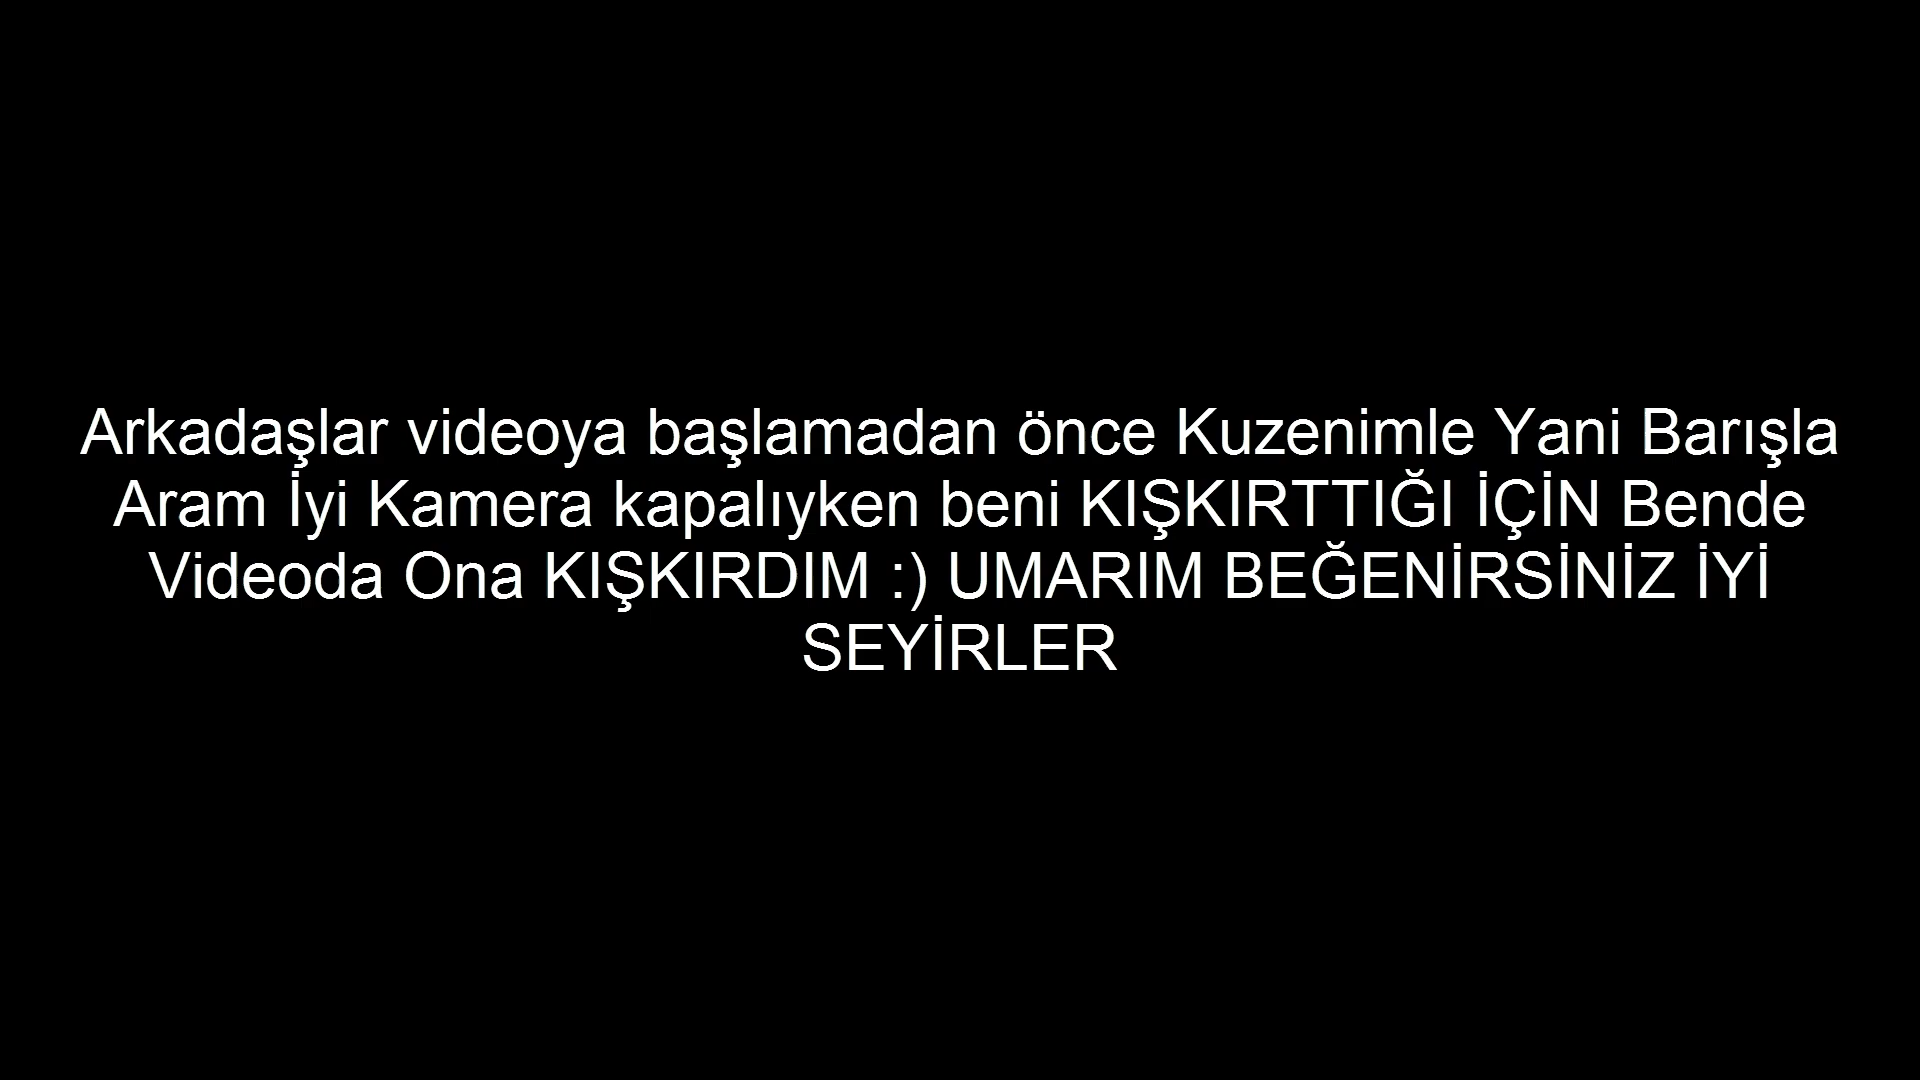 Arkadaşlar videoya başlamadan önce Kuzenimle Yani Barışla
Aram İyi Kamera kapalıyken beni KIŞKIRTTIĞI İÇİN Bende
Videoda Ona KIŞKIRDIM :) UMARIM BEĞENİRSİNİZ İYİ
SEYİRLER